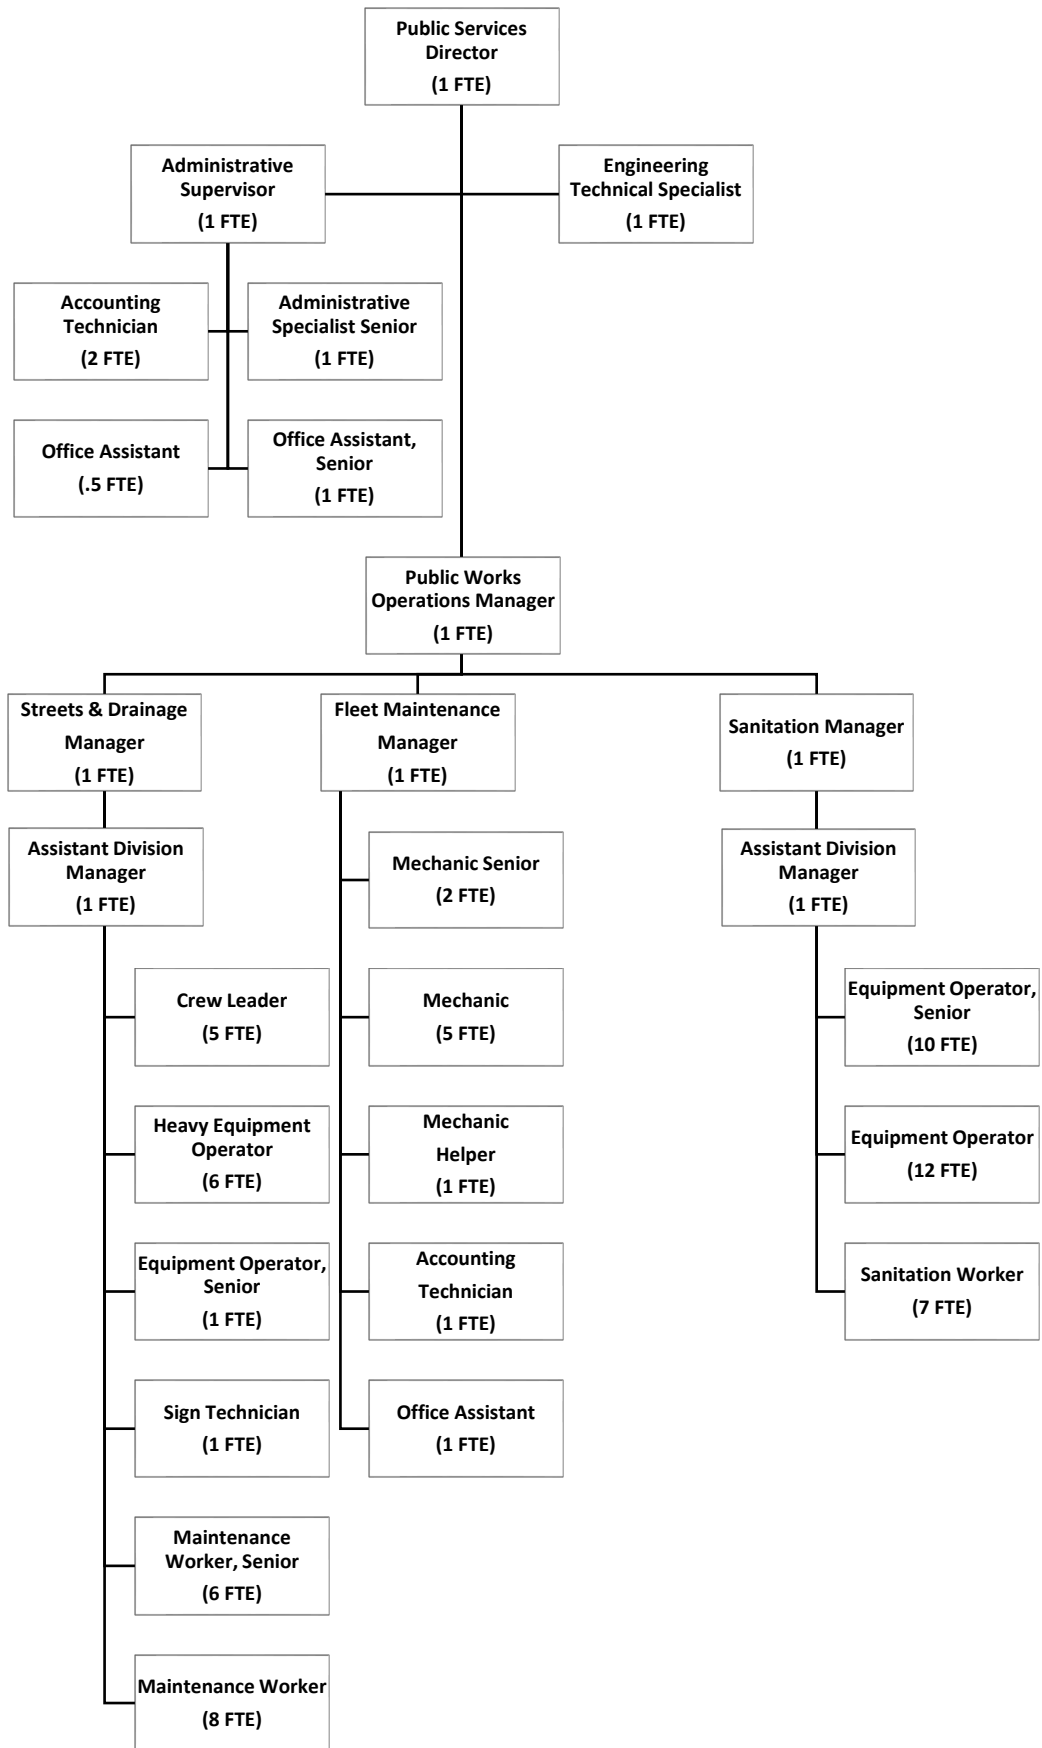 Public Services
Director
(1 FTE)
Administrative
Supervisor
(1 FTE)
Engineering
Technical Specialist
(1 FTE)
Accounting
Technician
(2 FTE)
Administrative
Specialist Senior
(1 FTE)
Office Assistant
(.5 FTE)
Office Assistant,
Senior
(1 FTE)
Public Works
Operations Manager
(1 FTE)
Streets & Drainage
Manager
(1 FTE)
Fleet Maintenance
Manager
(1 FTE)
Sanitation Manager
(1 FTE)
Assistant Division
Manager
(1 FTE)
Crew Leader
(5 FTE)
Heavy Equipment
Operator
(6 FTE)
Equipment Operator,
Senior
(1 FTE)
Sign Technician
(1 FTE)
Maintenance
Worker, Senior
(6 FTE)
Maintenance Worker
(8 FTE)
Mechanic Senior
(2 FTE)
Mechanic
(5 FTE)
Mechanic
Helper
(1 FTE)
Accounting
Technician
(1 FTE)
Office Assistant
(1 FTE)
Assistant Division
Manager
(1 FTE)
Equipment Operator,
Senior
(10 FTE)
Equipment Operator
(12 FTE)
Sanitation Worker
(7 FTE)